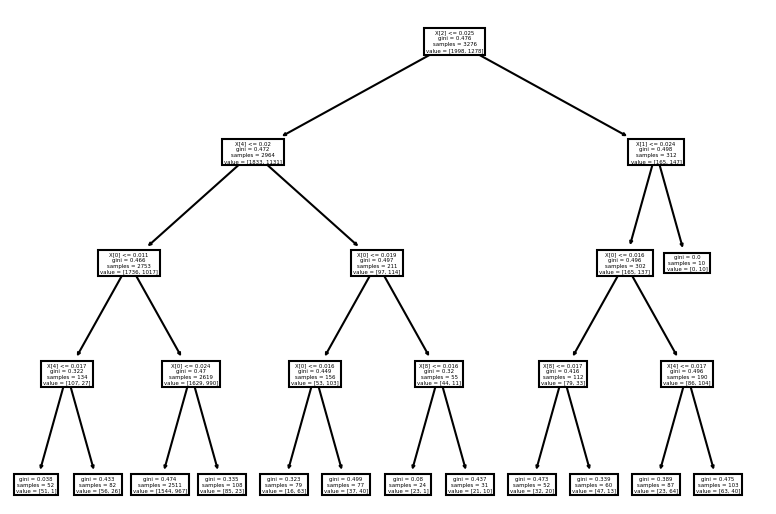 X[2] <= 0.025
gini = 0.476
samples = 3276
value = [1998, 1278]
X[4] <= 0.02
gini = 0.472
samples = 2964
value = [1833, 1131]
X[1] <= 0.024
gini = 0.498
samples = 312
value = [165, 147]
X[0] <= 0.011
gini = 0.466
samples = 2753
value = [1736, 1017]
X[0] <= 0.019
gini = 0.497
samples = 211
value = [97, 114]
X[0] <= 0.016
gini = 0.496
samples = 302
value = [165, 137]
gini = 0.0
samples = 10
value = [0, 10]
X[4] <= 0.017
gini = 0.322
samples = 134
value = [107, 27]
X[0] <= 0.024
gini = 0.47
samples = 2619
value = [1629, 990]
X[0] <= 0.016
gini = 0.449
samples = 156
value = [53, 103]
X[8] <= 0.016
gini = 0.32
samples = 55
value = [44, 11]
X[8] <= 0.017
gini = 0.416
samples = 112
value = [79, 33]
X[4] <= 0.017
gini = 0.496
samples = 190
value = [86, 104]
gini = 0.038
samples = 52
value = [51, 1]
gini = 0.433
samples = 82
value = [56, 26]
gini = 0.474
samples = 2511
value = [1544, 967]
gini = 0.335
samples = 108
value = [85, 23]
gini = 0.323
samples = 79
value = [16, 63]
gini = 0.499
samples = 77
value = [37, 40]
gini = 0.08
samples = 24
value = [23, 1]
gini = 0.437
samples = 31
value = [21, 10]
gini = 0.473
samples = 52
value = [32, 20]
gini = 0.339
samples = 60
value = [47, 13]
gini = 0.389
samples = 87
value = [23, 64]
gini = 0.475
samples = 103
value = [63, 40]